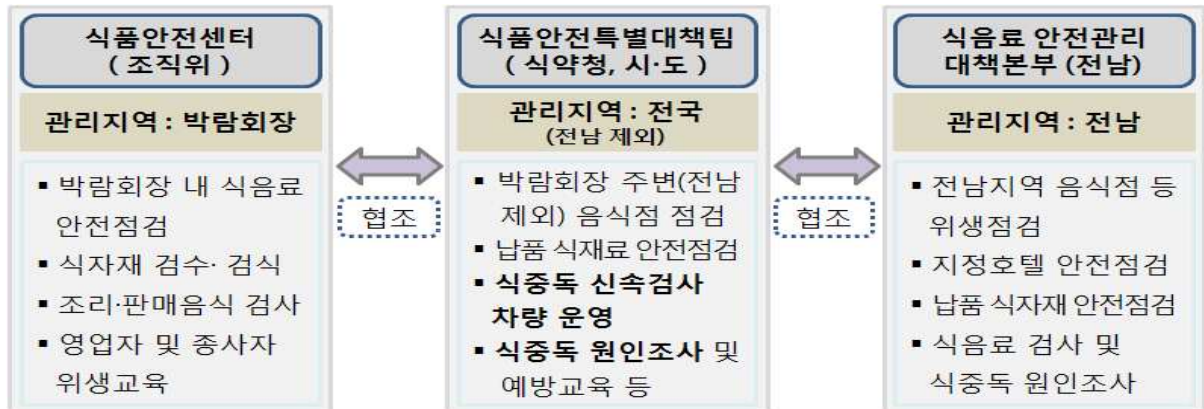 식품안전센터
( 조직위 )
관리지역 : 박람회장
▪ 박람회장 내 식음료
안전점검
▪ 식자재 검수· 검식
▪ 조리·판매음식 검사
▪ 영업자 및 종사자
위생교육
협조
식품안전특별대책팀
( 식약청, 시·도 )
관리지역 : 전국
(전남 제외)
▪ 박람회장 주변(전남
제외) 음식점 점검
▪ 납품 식재료 안전점검
▪ 식중독 신속검사
차량 운영
▪ 식중독 원인조사 및
예방교육 등
협조
식음료 안전관리
대책본부 (전남)
관리지역 : 전남
▪ 전남지역 음식점 등
위생점검
▪ 지정호텔 안전점검
▪ 납품 식자재 안전점검
▪ 식음료 검사 및
식중독 원인조사